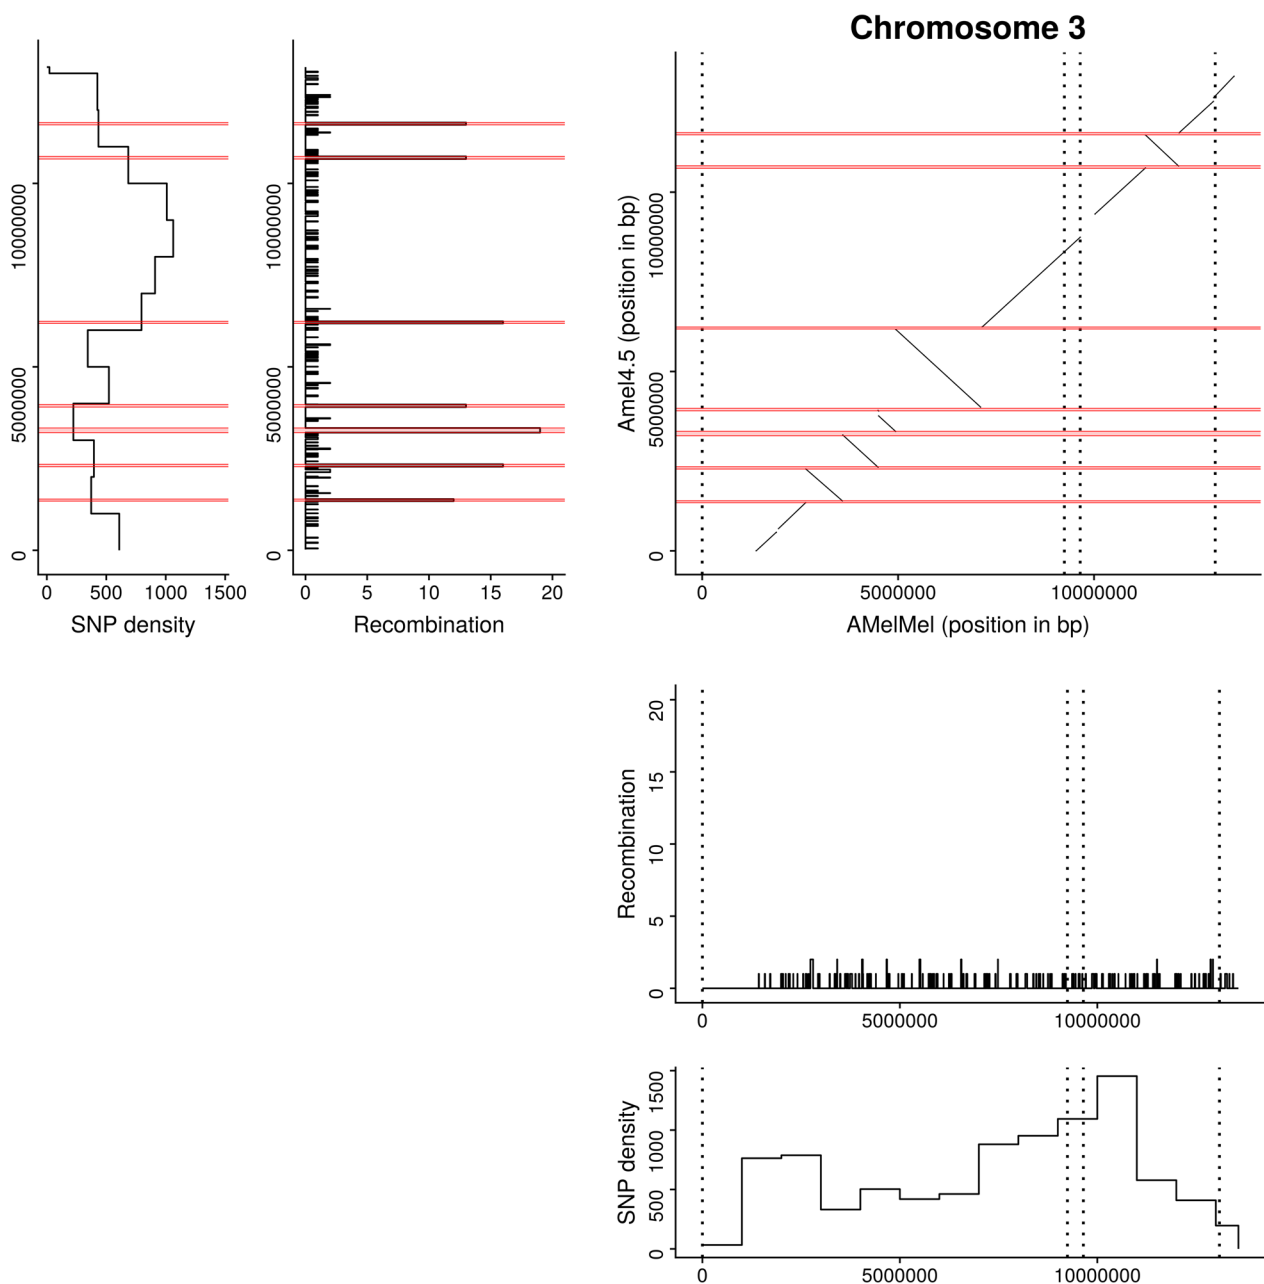 Chromosome 3
10000000
5000000
0
0 500 1000 1500
SNP density
10000000
5000000
0
0 5 10 15 20
Recombination
Amel4.5 (position in bp)
10000000
5000000
0
0 5000000 10000000
AMelMel (position in bp)
Recombination
20
15
10
5
0
0 5000000 10000000
SNP density
1500
1000
500
0
0 5000000 10000000